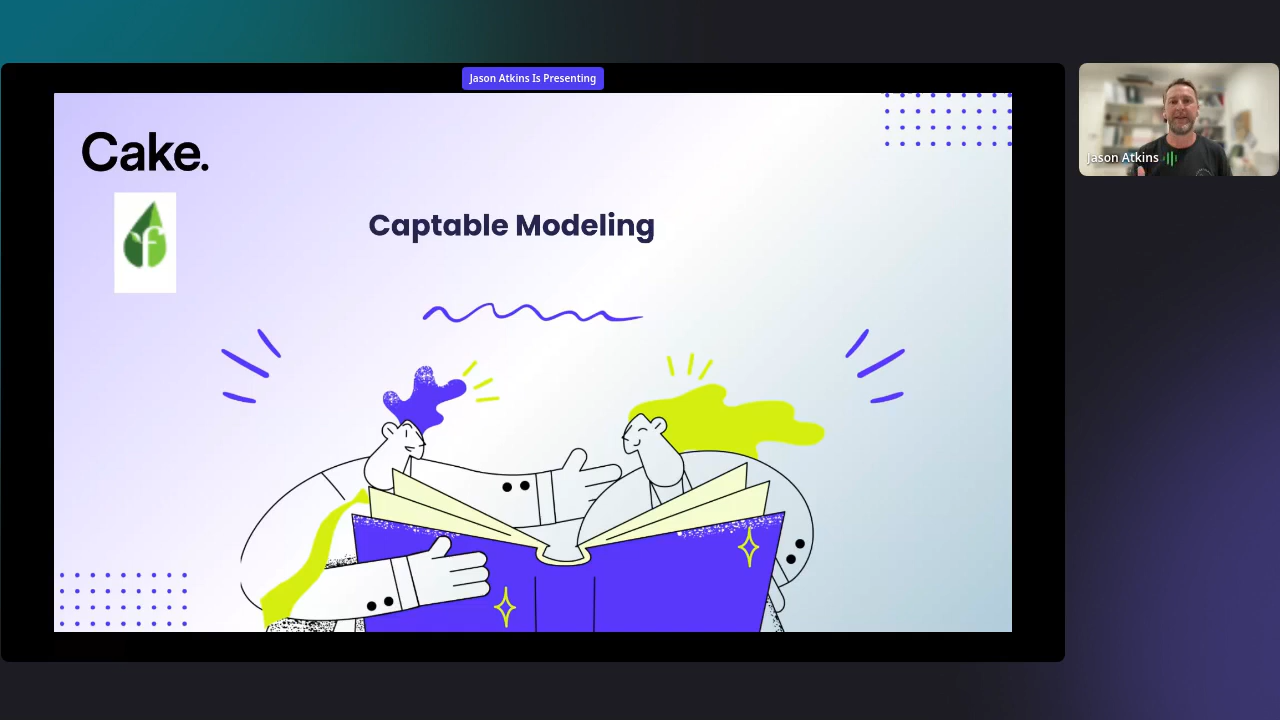 Jason Atkins Is Presenting
Cake.
f
Captable Modeling
Jason Atkins